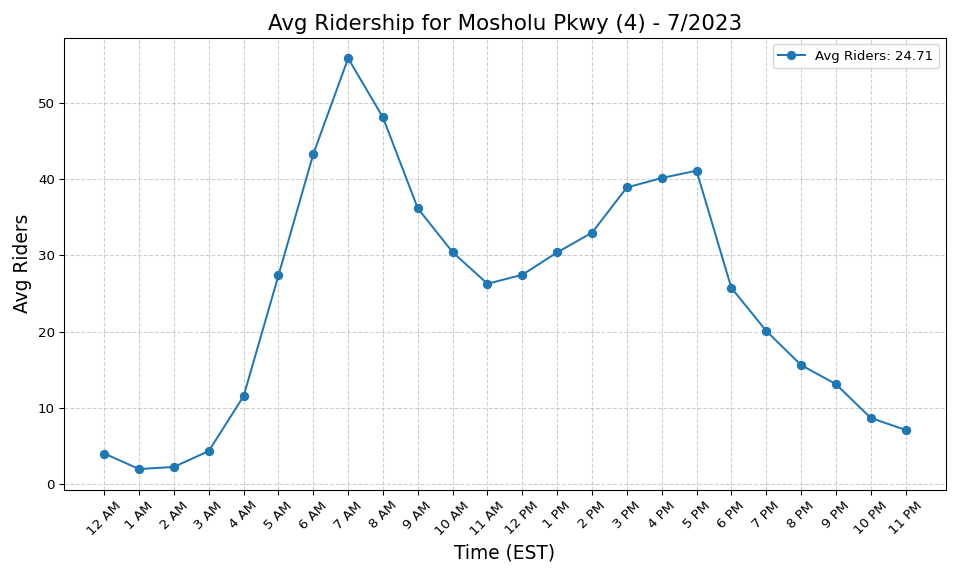 Avg Ridership for Mosholu Pkwy (4) - 7/2023
Avg Riders: 24.71
Avg Riders
50
40
30
20
10
0
12 AM
1 AM
2 AM
3 AM
4 AM
5 AM
6 AM
7 AM
8 AM
9 AM
10 AM
11 AM
12 PM
1 PM
2 PM
3 PM
4 PM
5 PM
6 PM
7 PM
8 PM
9 PM
10 PM
11 PM
Time (EST)